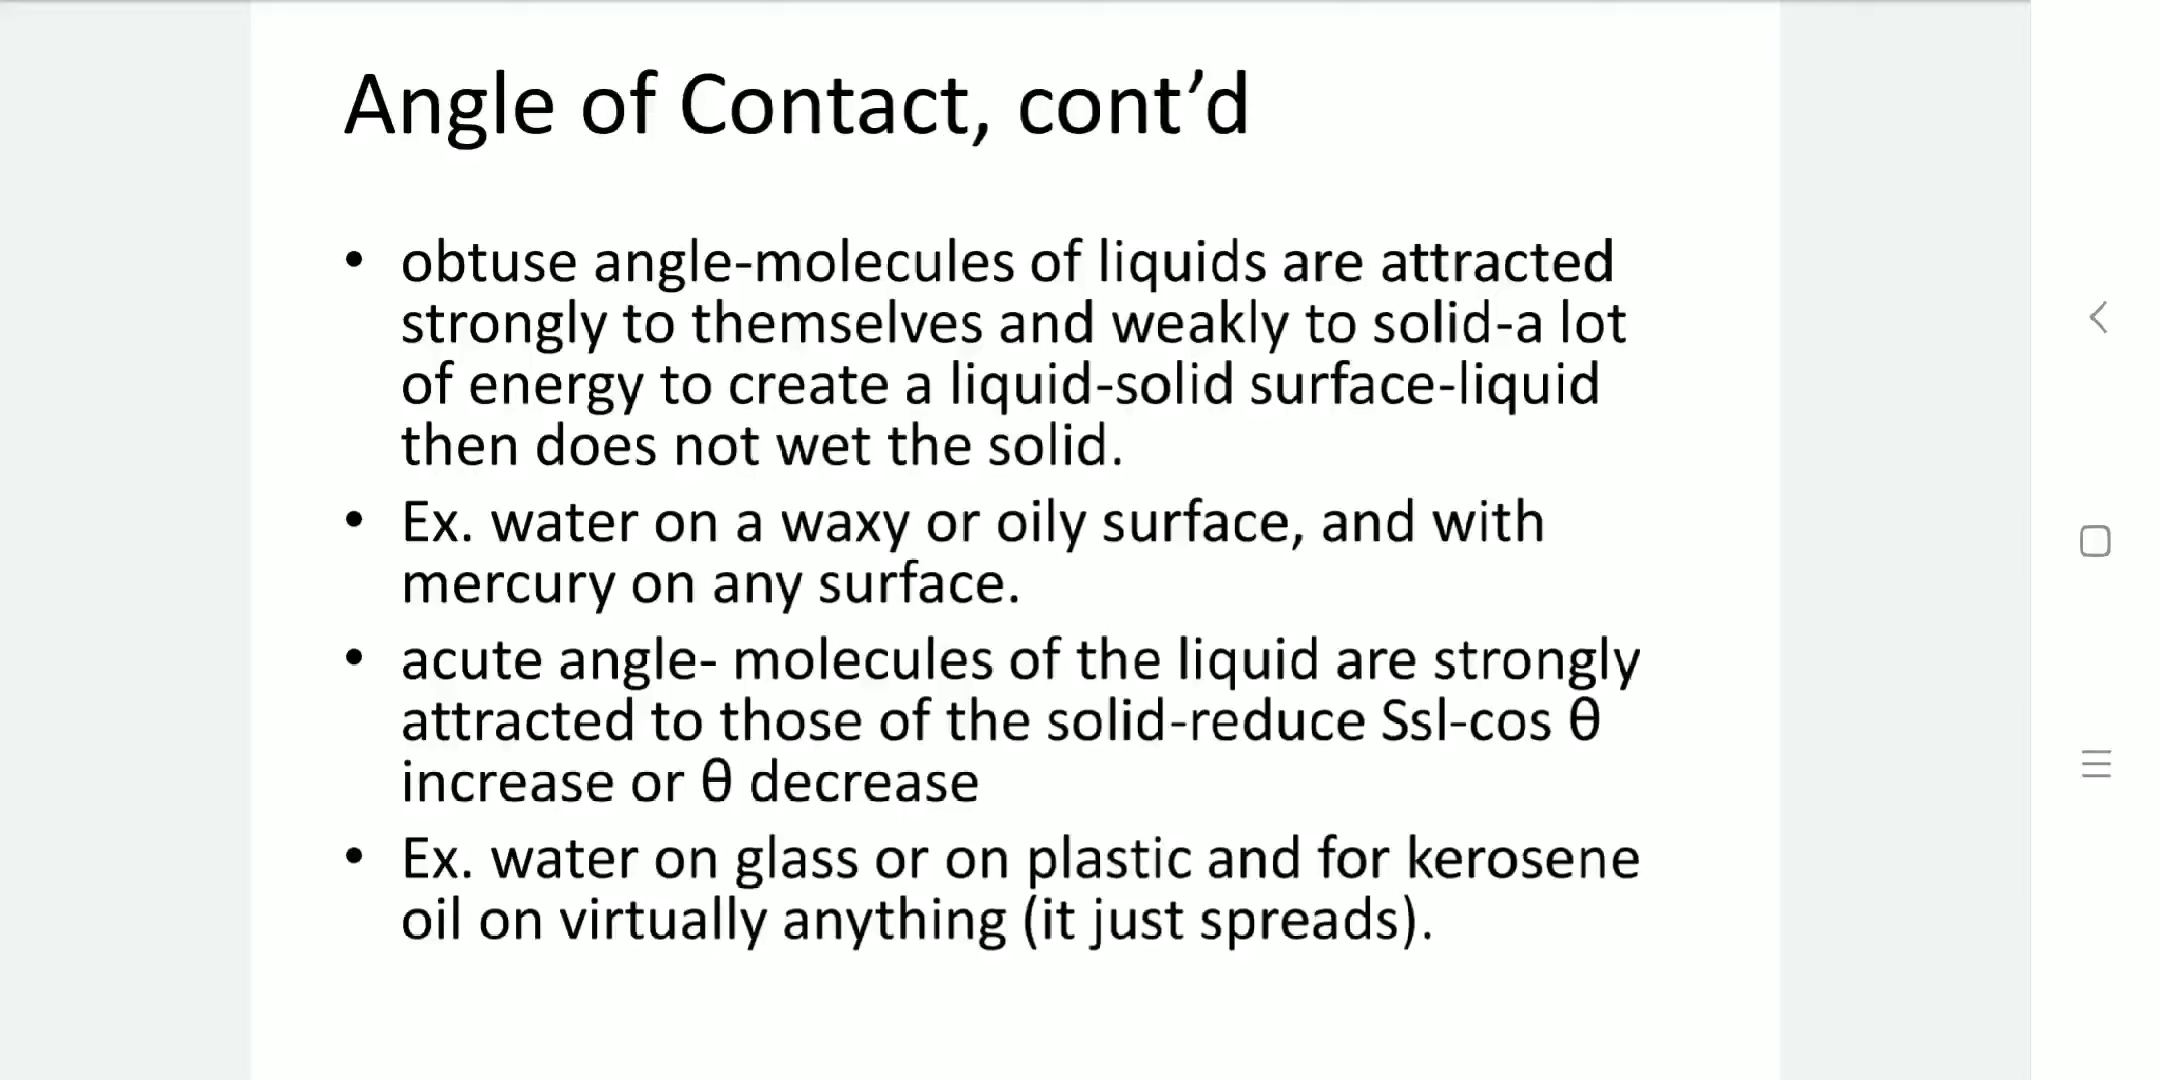 Angle of Contact, cont’d
• obtuse angle-molecules of liquids are attracted
strongly to themselves and weakly to solid-a lot
of energy to create a liquid-solid surface-liquid
then does not wet the solid.
• Ex. water on a waxy or oily surface, and with
mercury on any surface.
• acute angle- molecules of the liquid are strongly
attracted to those of the solid-reduce Ssl-cos θ
increase or θ decrease
• Ex. water on glass or on plastic and for kerosene
oil on virtually anything (it just spreads).